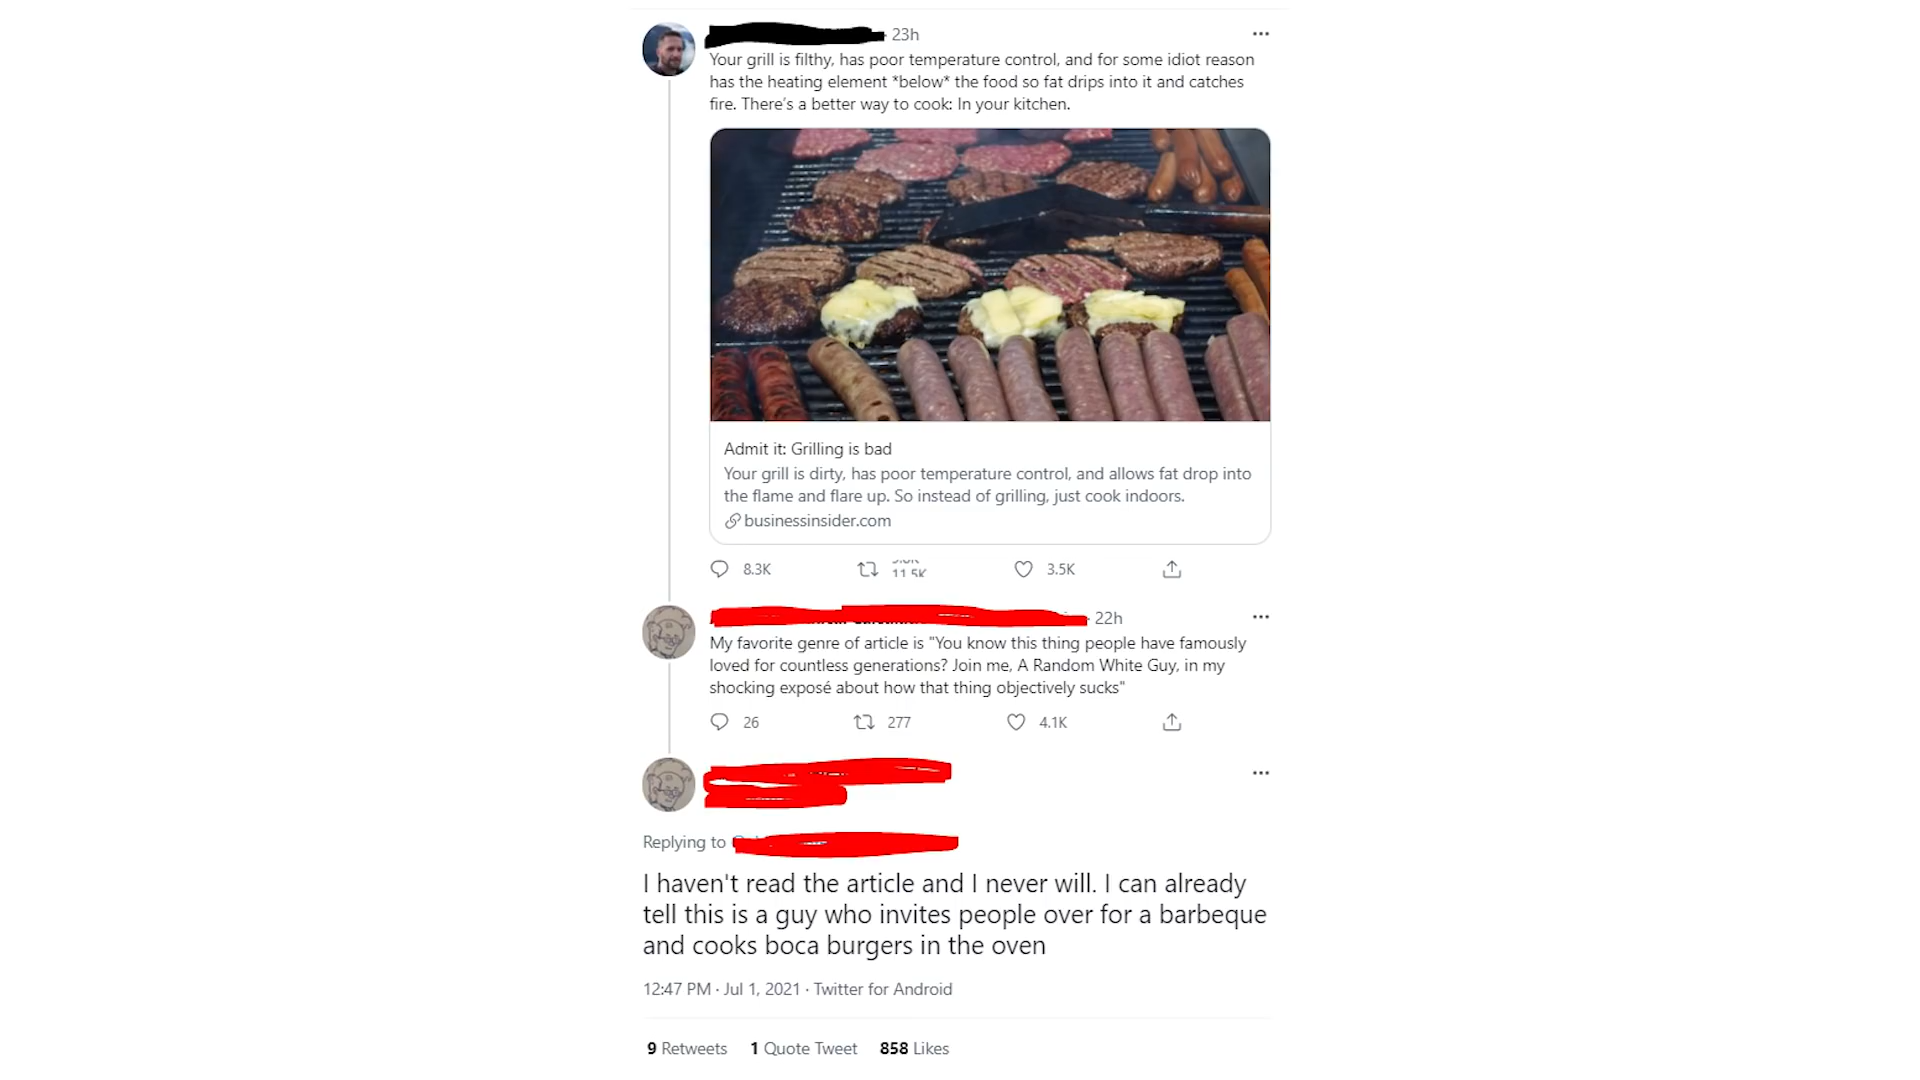 23h
Your grill is filthy, has poor temperature control, and for some idiot reason
has the heating element *below* the food so fat drips into it and catches
fire. There's a better way to cook: In your kitchen.
Admit it: Grilling is bad
Your grill is dirty, has poor temperature control, and allows fat drop into
the flame and flare up. So instead of grilling, just cook indoors.
businessinsider.com
8.3K 11.5K 3.5K
· 22h
My favorite genre of article is "You know this thing people have famously
loved for countless generations? Join me, A Random White Guy, in my
shocking exposé about how that thing objectively sucks"
26 277 4.1K
Replying to
I haven't read the article and I never will. I can already
tell this is a guy who invites people over for a barbeque
and cooks boca burgers in the oven
12:47 PM · Jul 1, 2021 · Twitter for Android
9 Retweets 1 Quote Tweet 858 Likes